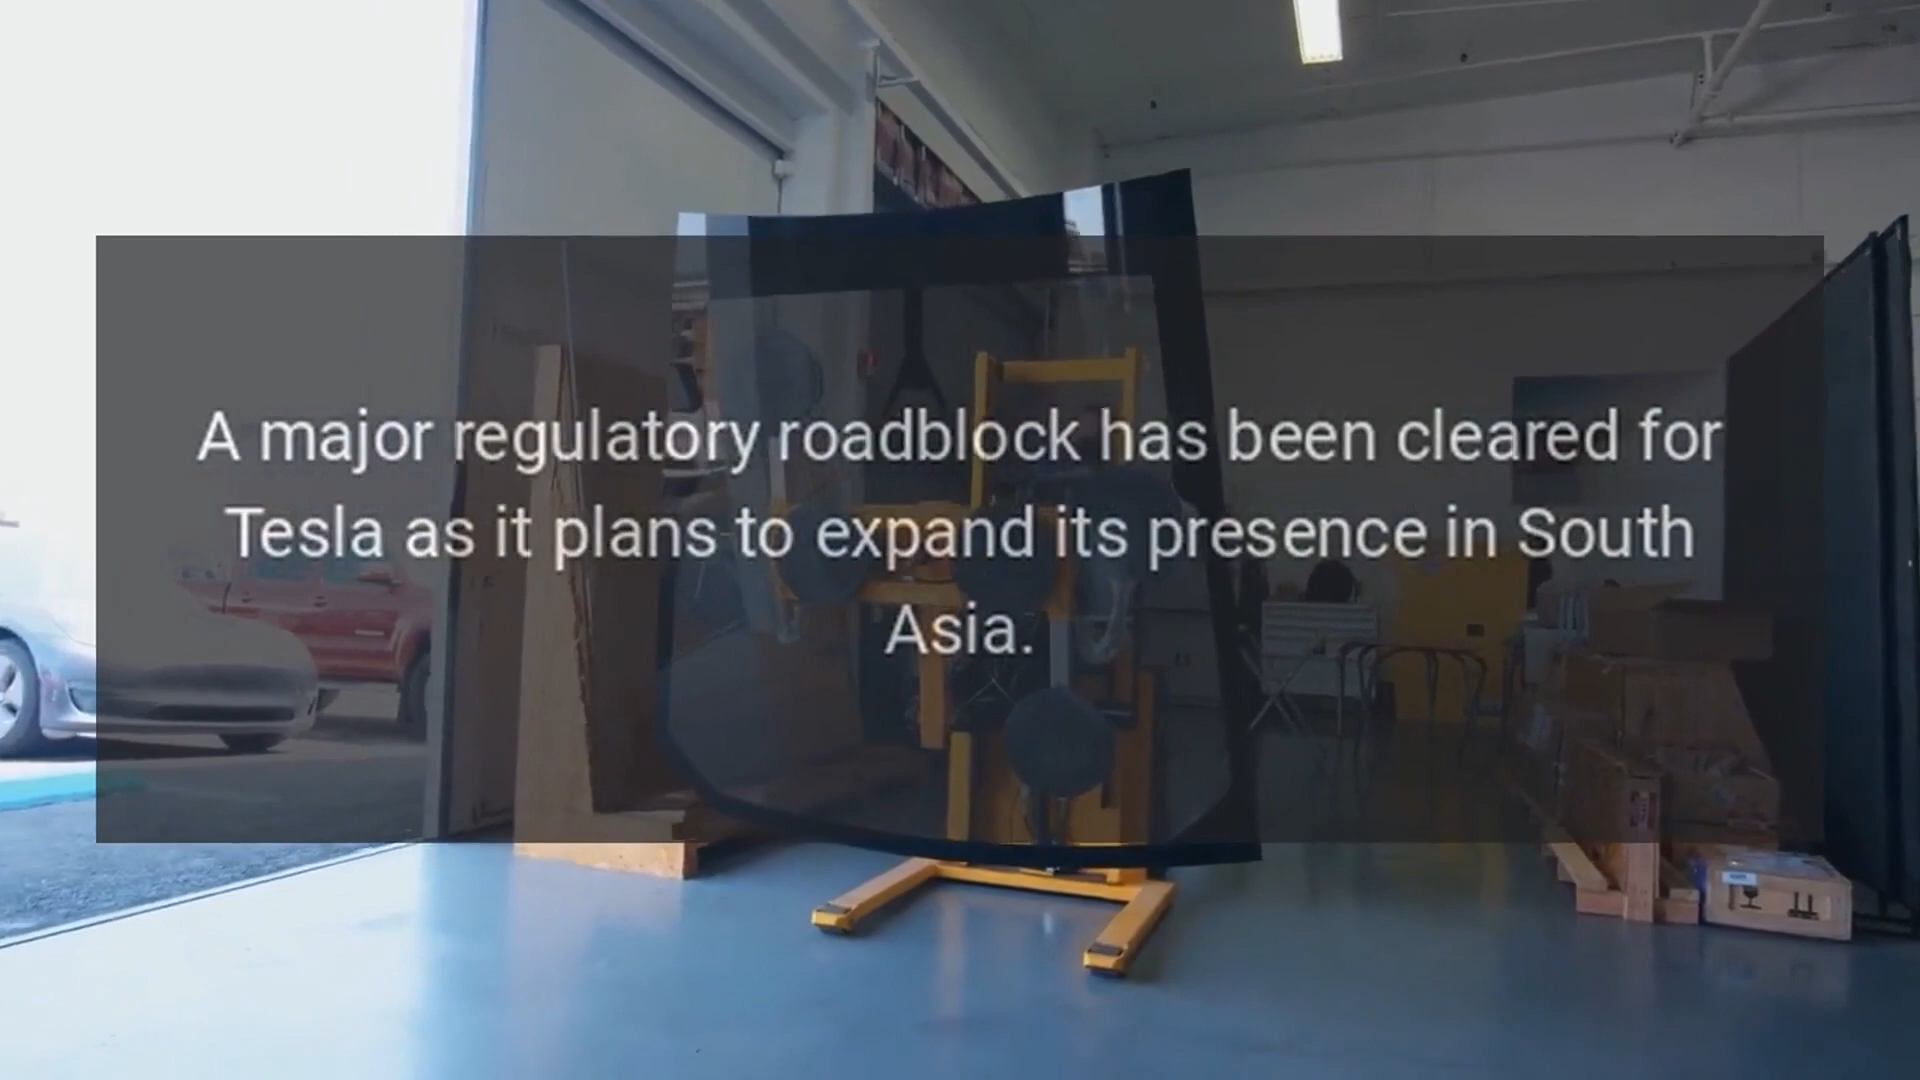 A major regulatory roadblock has been cleared for
Tesla as it plans to expand its presence in South
Asia.